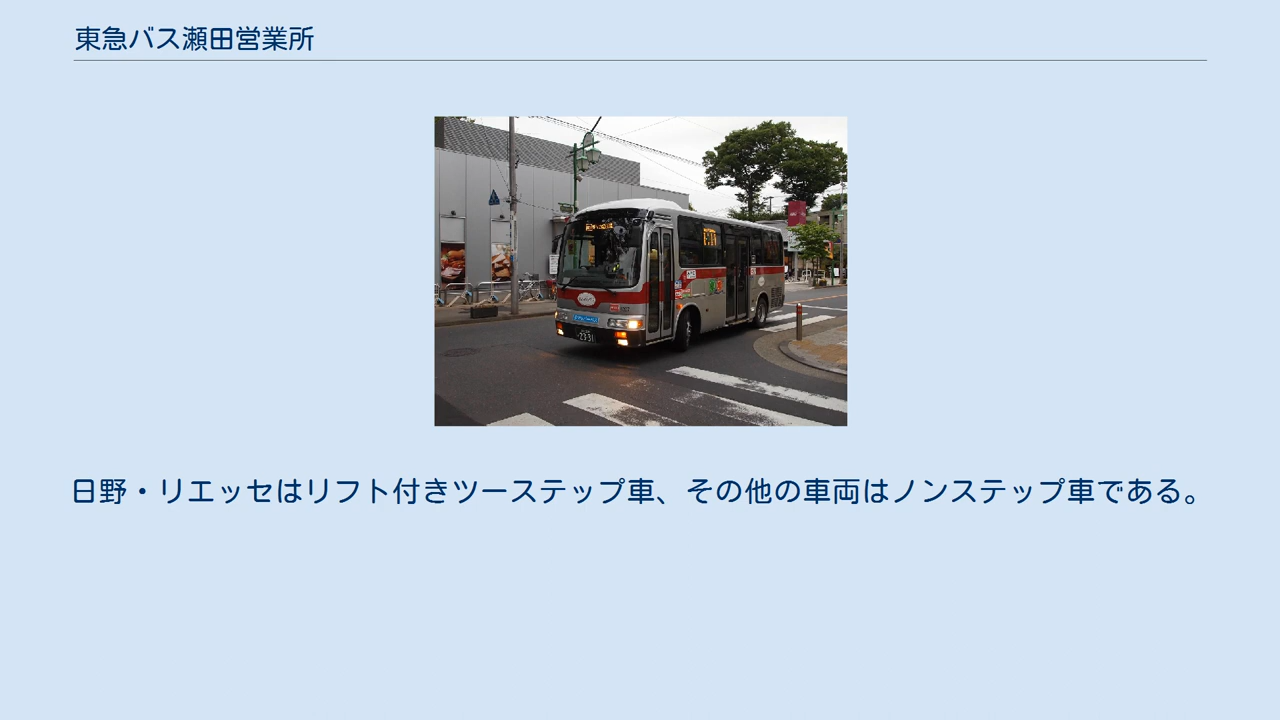 東急バス瀬田営業所
日野・リエッセはリフト付きツーステップ車、その他の車両はノンステップ車である。